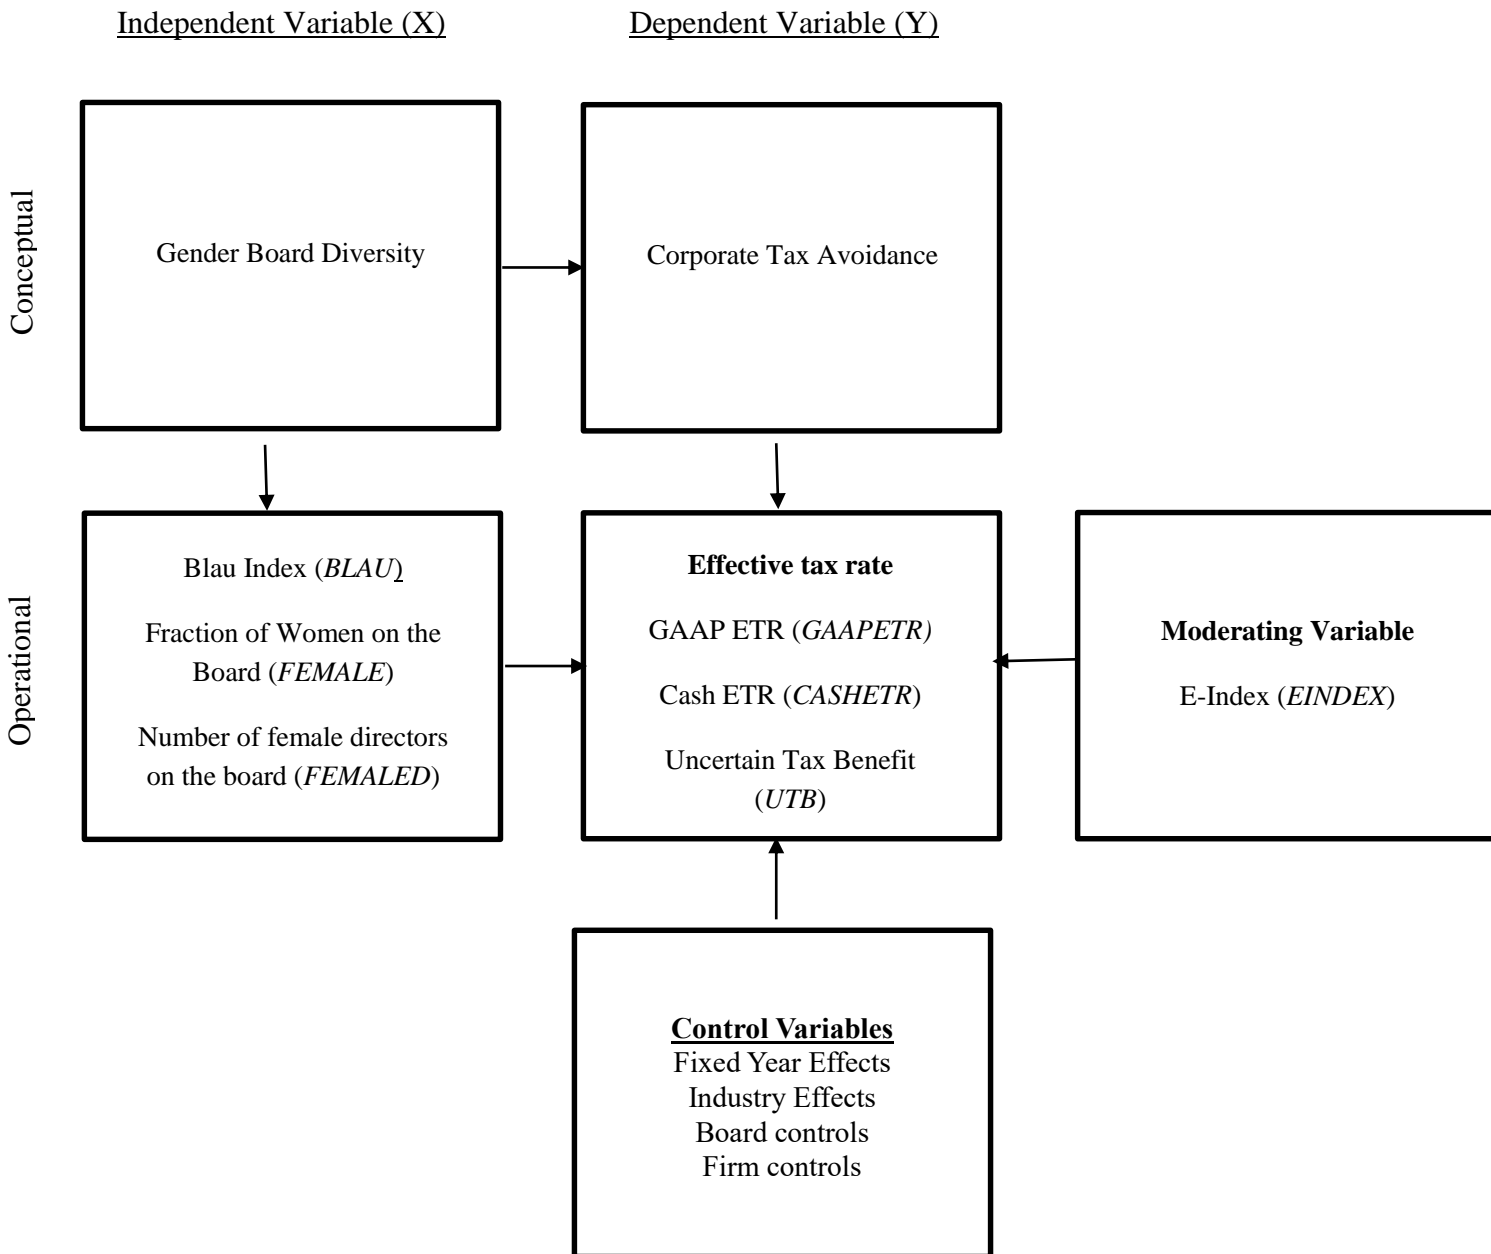 Independent Variable (X)
Dependent Variable (Y)
Conceptual
Gender Board Diversity
Corporate Tax Avoidance
Operational
Blau Index (BLAU)
Fraction of Women on the
Board (FEMALE)
Number of female directors
on the board (FEMALED)
Effective tax rate
GAAP ETR (GAAPETR)
Cash ETR (CASHETR)
Uncertain Tax Benefit
(UTB)
Moderating Variable
E-Index (EINDEX)
Control Variables
Fixed Year Effects
Industry Effects
Board controls
Firm controls